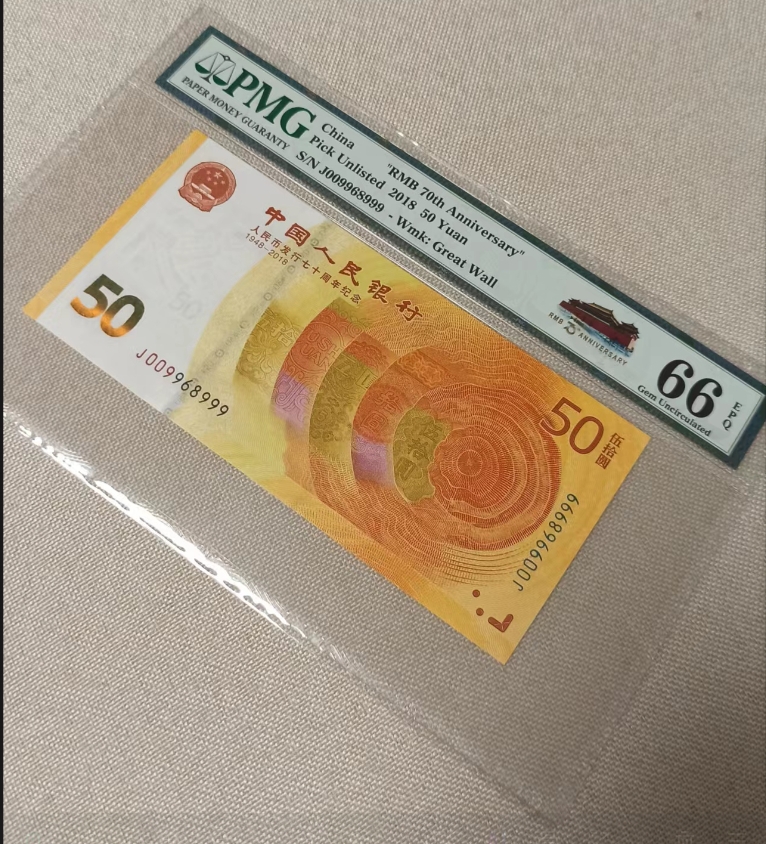 PMG
PAPER MONEY GUARANTY
China
Pick Unlisted 2018 50 Yuan
S/N J009968999 - Wmk: Great Wall
"RMB 70th Anniversary"
RMB 70 ANNIVERSARY
66
EPQ
Gem Uncirculated
中国人民银行
人民币发行七十周年纪念
1948-2018
50
J009968999
50
伍拾圆
J009968999